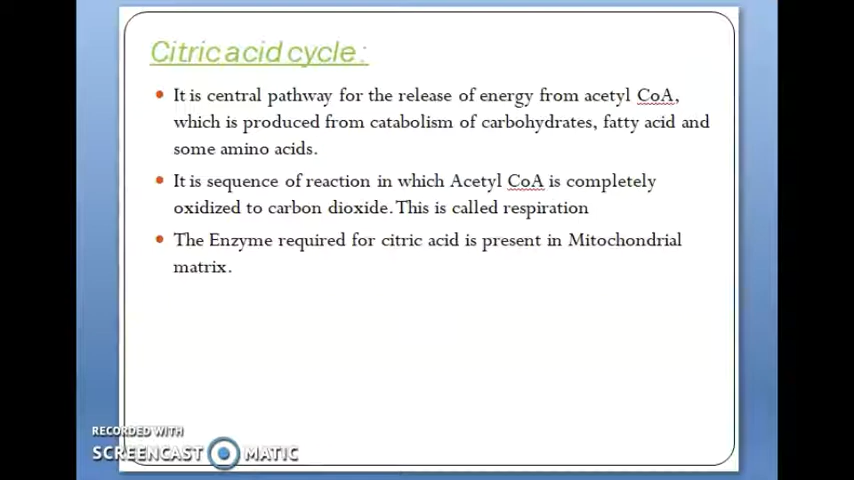 Citric acid cycle :
• It is central pathway for the release of energy from acetyl CoA,
which is produced from catabolism of carbohydrates, fatty acid and
some amino acids.
• It is sequence of reaction in which Acetyl CoA is completely
oxidized to carbon dioxide. This is called respiration
• The Enzyme required for citric acid is present in Mitochondrial
matrix.
RECORDED WITH
SCREENCAST MATIC